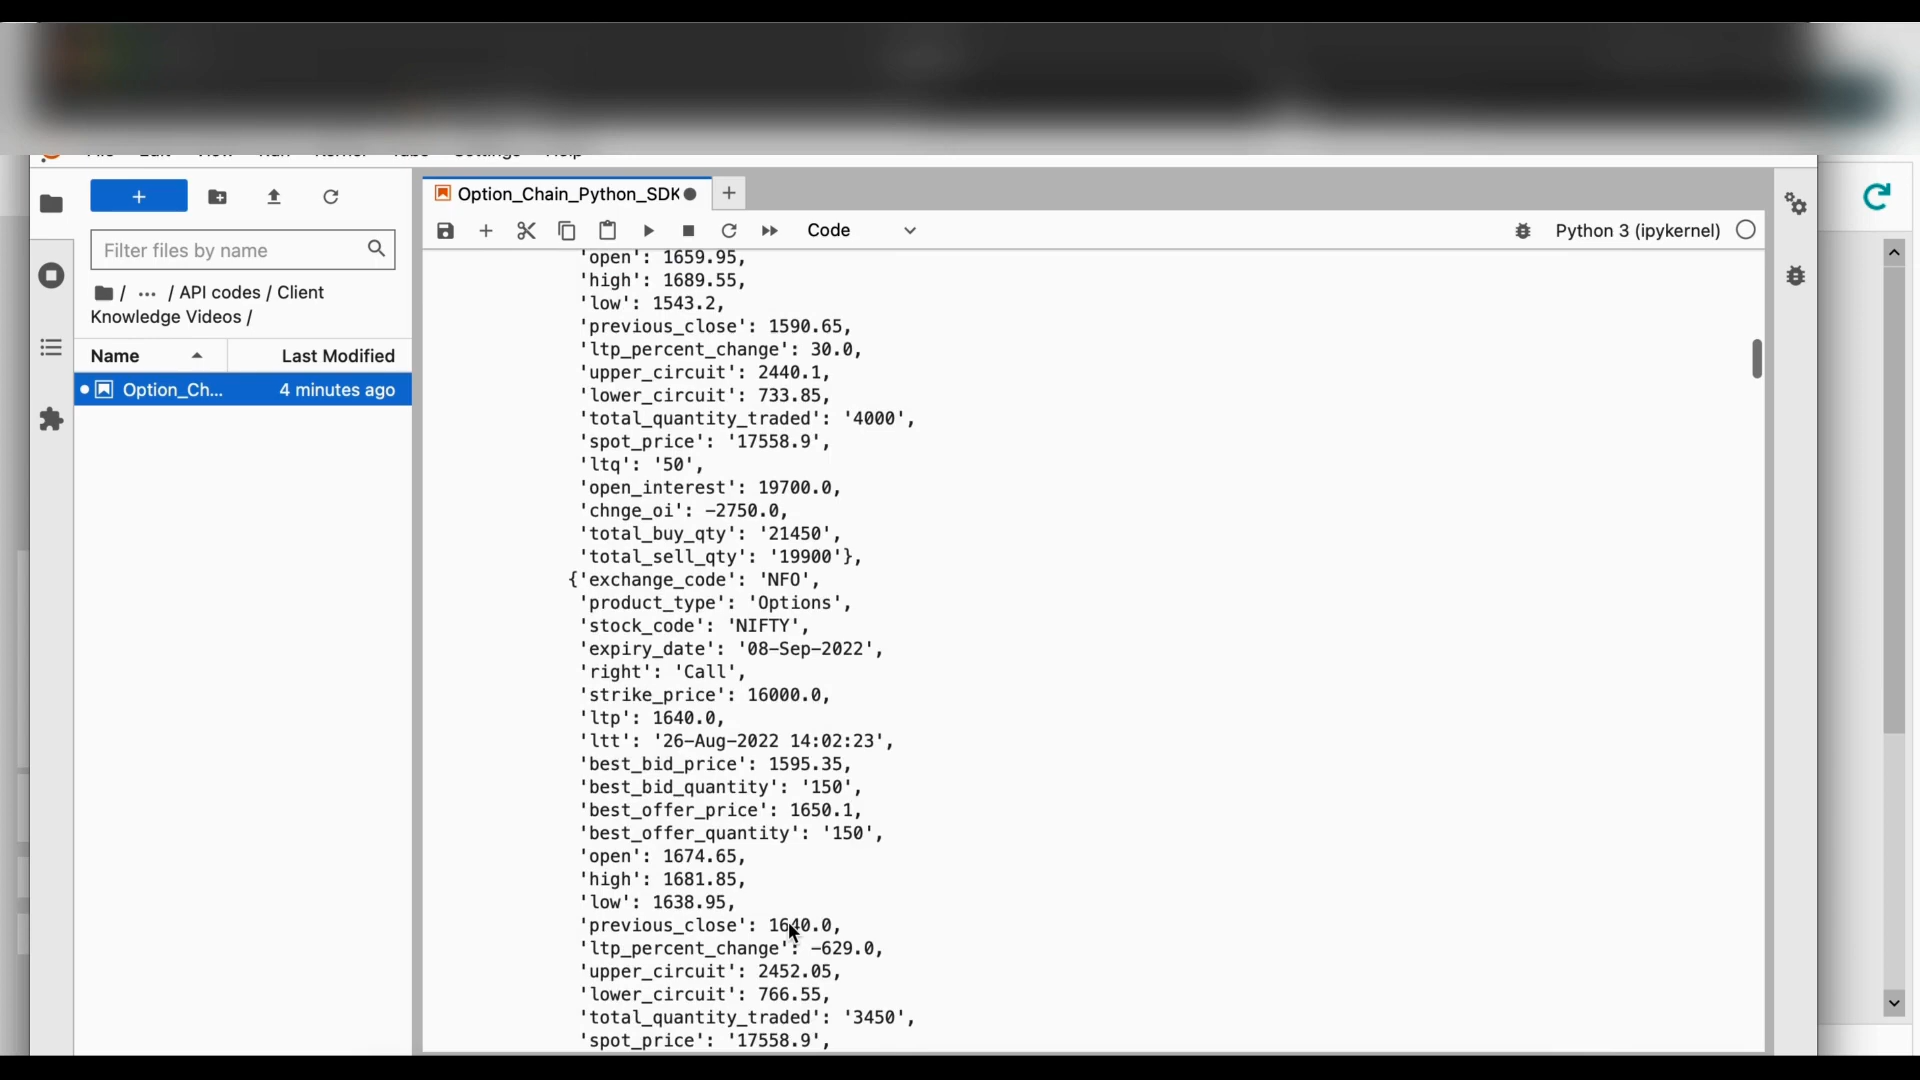 Option_Chain_Python_SDK
Filter files by name
/ ... / API codes / Client
Knowledge Videos /
Name Last Modified
Option_Ch... 4 minutes ago
Code
Python 3 (ipykernel)
'open': 1659.95,
'high': 1689.55,
'low': 1543.2,
'previous_close': 1590.65,
'ltp_percent_change': 30.0,
'upper_circuit': 2440.1,
'lower_circuit': 733.85,
'total_quantity_traded': '4000',
'spot_price': '17558.9',
'ltq': '50',
'open_interest': 19700.0,
'chnge_oi': -2750.0,
'total_buy_qty': '21450',
'total_sell_qty': '19900'},
{'exchange_code': 'NFO',
'product_type': 'Options',
'stock_code': 'NIFTY',
'expiry_date': '08-Sep-2022',
'right': 'Call',
'strike_price': 16000.0,
'ltp': 1640.0,
'ltt': '26-Aug-2022 14:02:23',
'best_bid_price': 1595.35,
'best_bid_quantity': '150',
'best_offer_price': 1650.1,
'best_offer_quantity': '150',
'open': 1674.65,
'high': 1681.85,
'low': 1638.95,
'previous_close': 1640.0,
'ltp_percent_change': -629.0,
'upper_circuit': 2452.05,
'lower_circuit': 766.55,
'total_quantity_traded': '3450',
'spot_price': '17558.9',